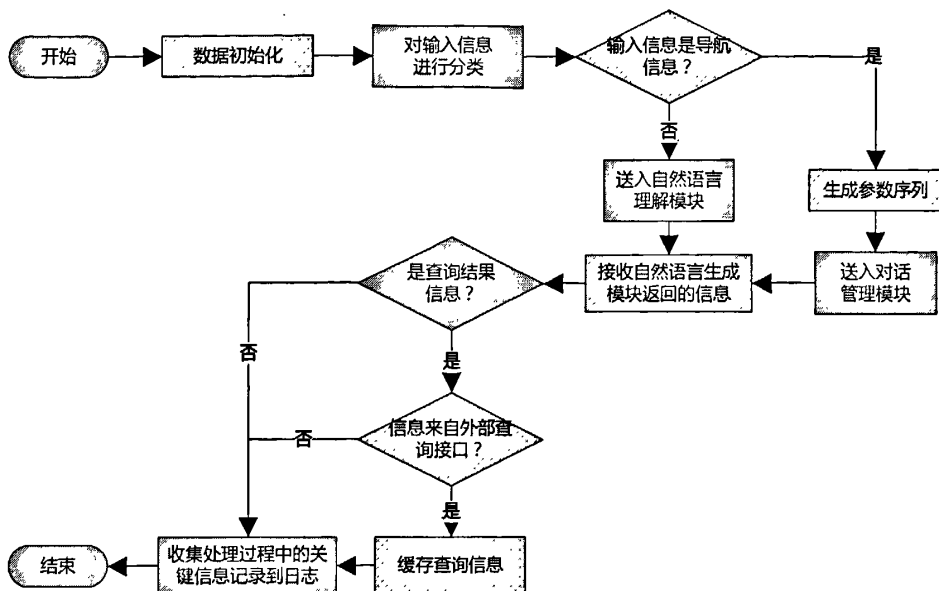 开始
数据初始化
对输入信息
进行分类
输入信息是导航
信息？
是
否
送入自然语言
理解模块
生成参数序列
是查询结果
信息？
接收自然语言生成
模块返回的信息
送入对话
管理模块
否
是
信息来自外部查
询接口？
否
是
结束
收集处理过程中的关
键信息记录到日志
缓存查询信息